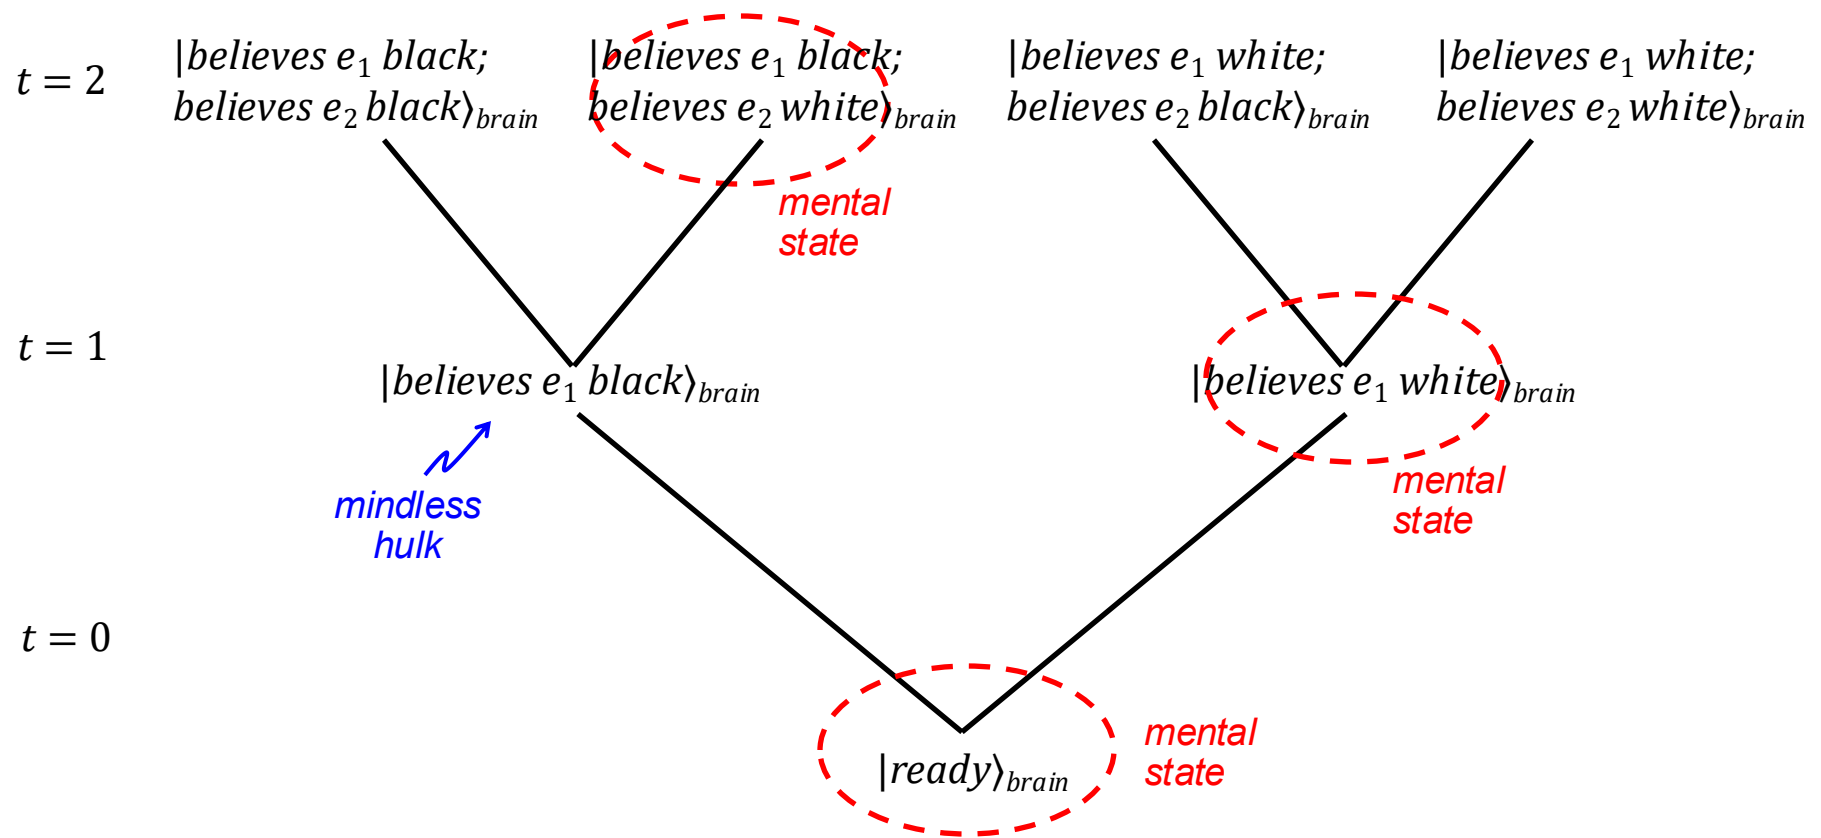 t = 2
|believes e₁ black;
believes e₂ black⟩brain
|believes e₁ black;
believes e₂ white⟩brain
|believes e₁ white;
believes e₂ black⟩brain
|believes e₁ white;
believes e₂ white⟩brain
mental
state
t = 1
|believes e₁ black⟩brain
|believes e₁ white⟩brain
mindless
hulk
mental
state
t = 0
|ready⟩brain
mental
state